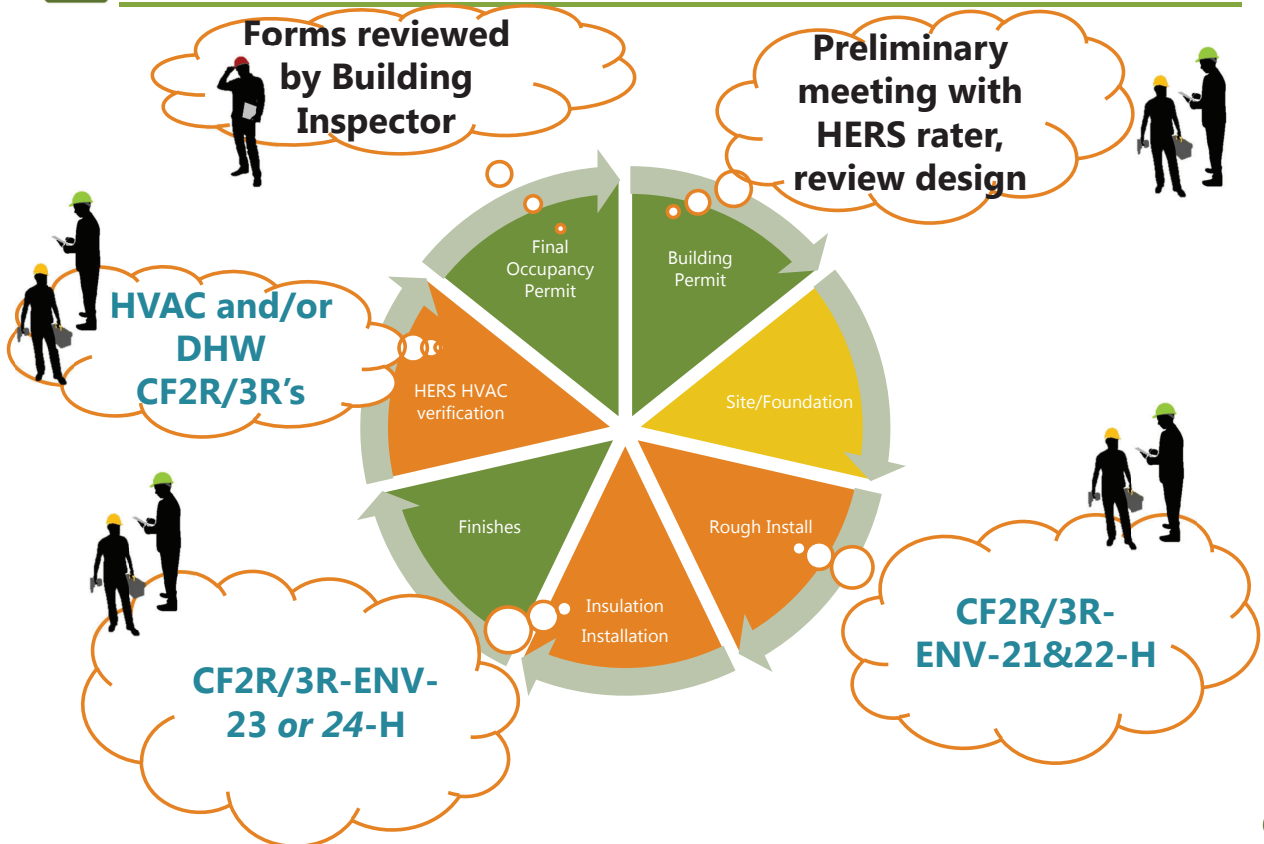 Forms reviewed
by Building
Inspector
Preliminary
meeting with
HERS rater,
review design
Final
Occupancy
Permit
Building
Permit
HVAC and/or
DHW
CF2R/3R’s
HERS HVAC
verification
Site/Foundation
Finishes
Rough Install
Insulation
Installation
CF2R/3R-
ENV-21&22-H
CF2R/3R-ENV-
23 or 24-H